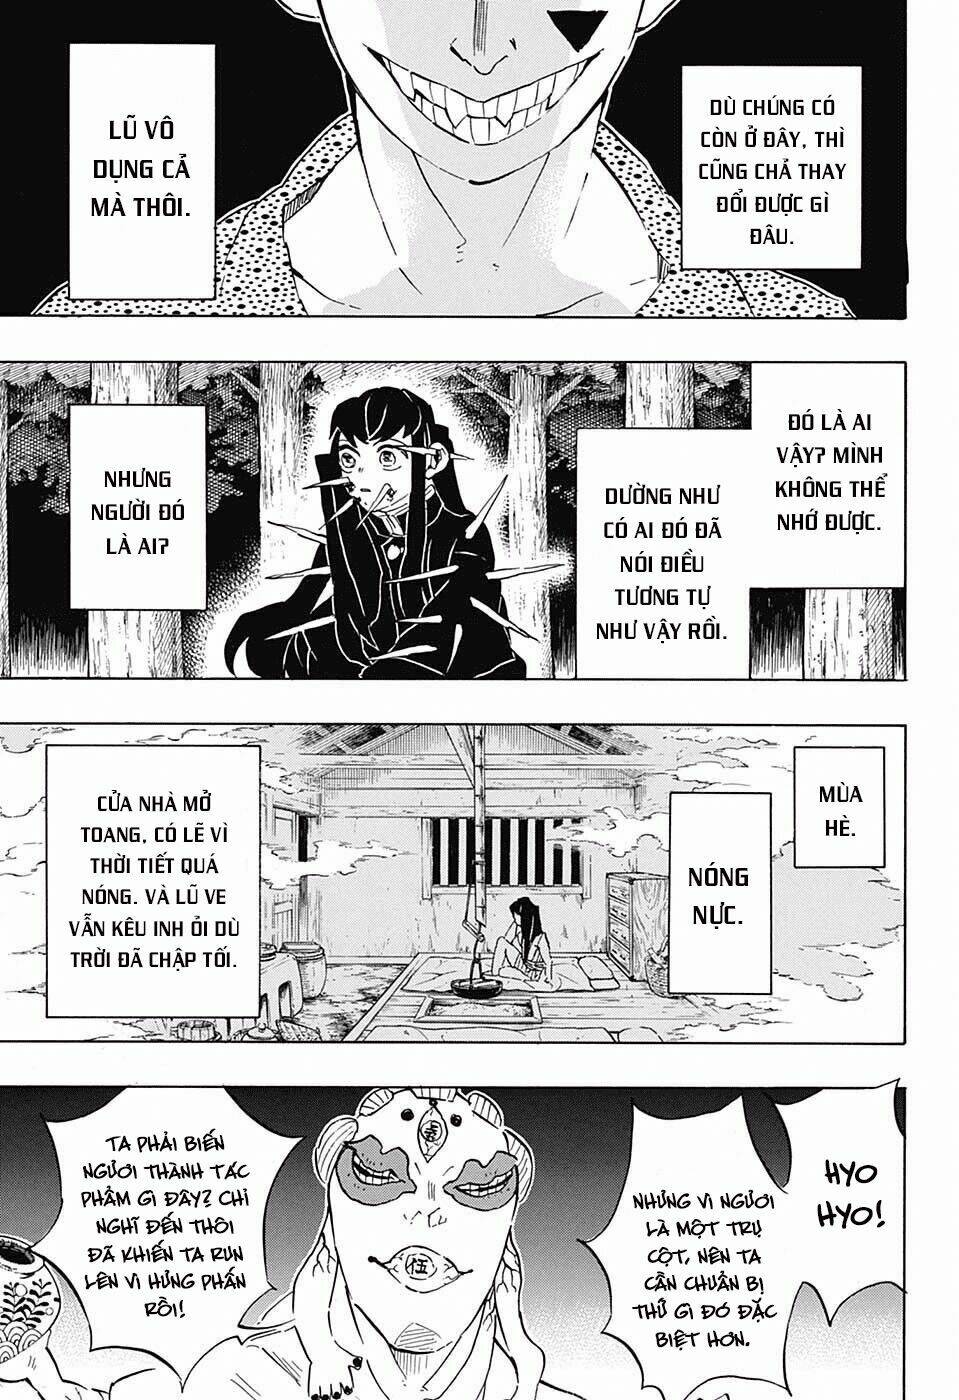 DÙ CHÚNG CÓ
CÒN Ở ĐÂY, THÌ
CŨNG CHẢ THAY
ĐỔI ĐƯỢC GÌ
ĐÂU.
LŨ VÔ
DỤNG CẢ
MÀ THÔI.
ĐÓ LÀ AI
VẬY? MÌNH
KHÔNG THỂ
NHỚ ĐƯỢC.
DƯỜNG NHƯ
CÓ AI ĐÓ ĐÃ
NÓI ĐIỀU
TƯƠNG TỰ
NHƯ VẬY RỒI.
NHƯNG
NGƯỜI ĐÓ
LÀ AI?
MÙA
HÈ.
NÓNG
NỰC.
CỬA NHÀ MỞ
TOANG, CÓ LẼ VÌ
THỜI TIẾT QUÁ
NÓNG. VÀ LŨ VE
VẪN KÊU INH ỎI DÙ
TRỜI ĐÃ CHẬP TỐI.
HYO
HYO!
NHƯNG VÌ NGƯƠI
LÀ MỘT TRỤ
CỘT, NÊN TA
CẦN CHUẨN BỊ
THỨ GÌ ĐÓ ĐẶC
BIỆT HƠN.
TA PHẢI BIẾN
NGƯƠI THÀNH TÁC
PHẨM GÌ ĐÂY? CHỈ
NGHĨ ĐẾN THÔI
ĐÃ KHIẾN TA RUN
LÊN VÌ HƯNG PHẤN
RỒI!
伍